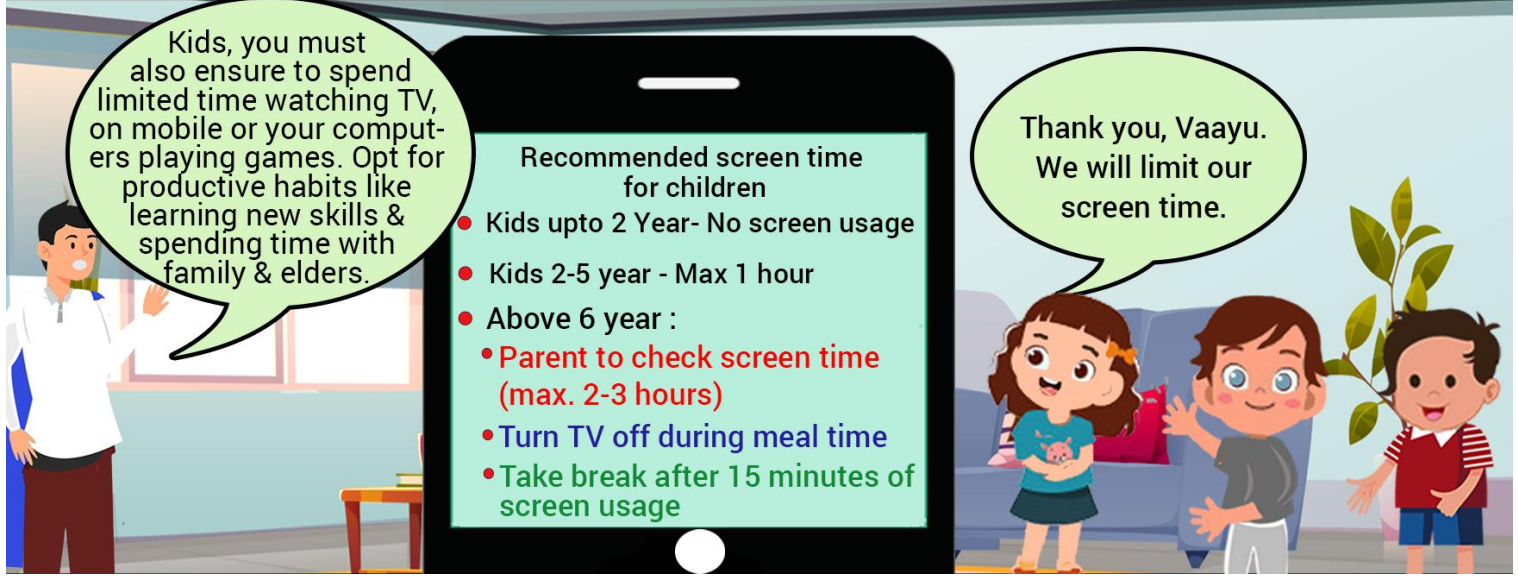 Kids, you must
also ensure to spend
limited time watching TV,
on mobile or your comput-
ers playing games. Opt for
productive habits like
learning new skills &
spending time with
family & elders.
Recommended screen time
for children
• Kids upto 2 Year- No screen usage
• Kids 2-5 year - Max 1 hour
• Above 6 year :
• Parent to check screen time
(max. 2-3 hours)
• Turn TV off during meal time
• Take break after 15 minutes of
screen usage
Thank you, Vaayu.
We will limit our
screen time.